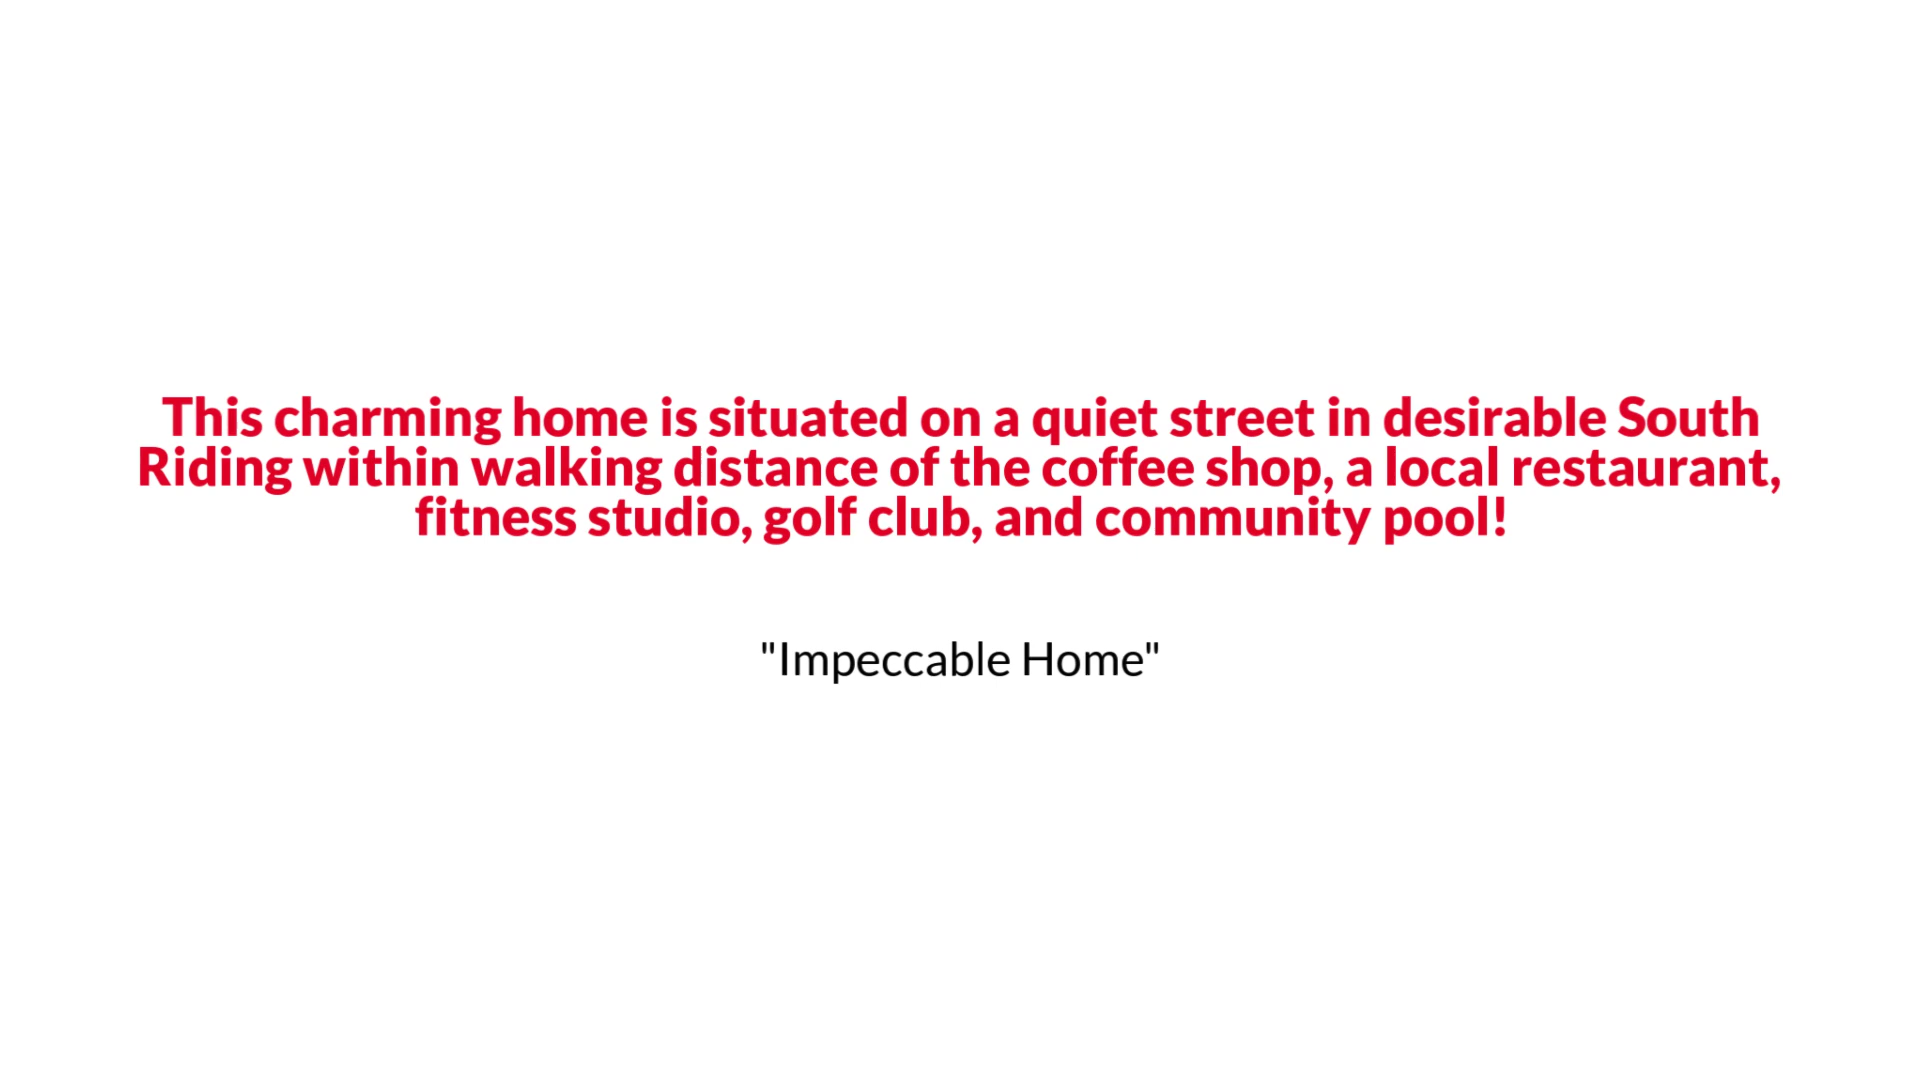 This charming home is situated on a quiet street in desirable South
Riding within walking distance of the coffee shop, a local restaurant,
fitness studio, golf club, and community pool!
"Impeccable Home"